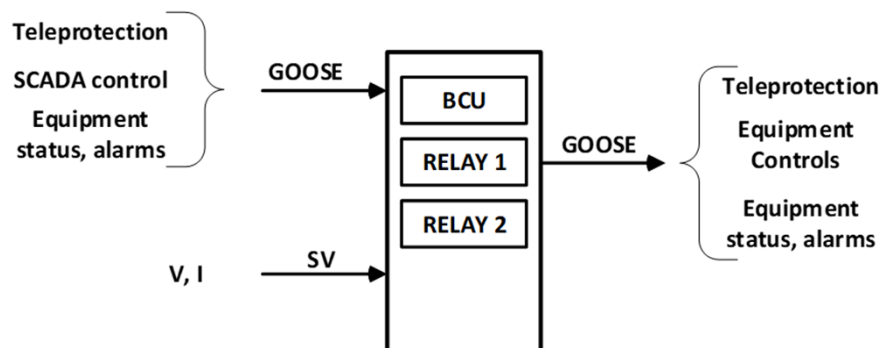 Teleprotection
SCADA control
Equipment
status, alarms
GOOSE
V, I
SV
BCU
RELAY 1
RELAY 2
GOOSE
Teleprotection
Equipment
Controls
Equipment
status, alarms